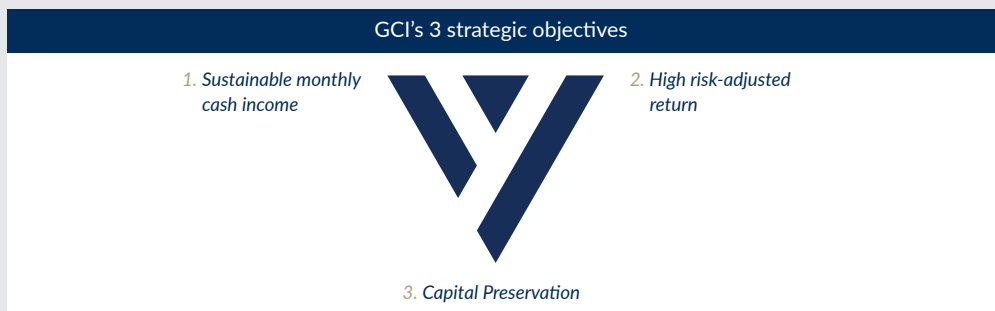 GCI’s 3 strategic objectives
1. Sustainable monthly
cash income
2. High risk-adjusted
return
3. Capital Preservation